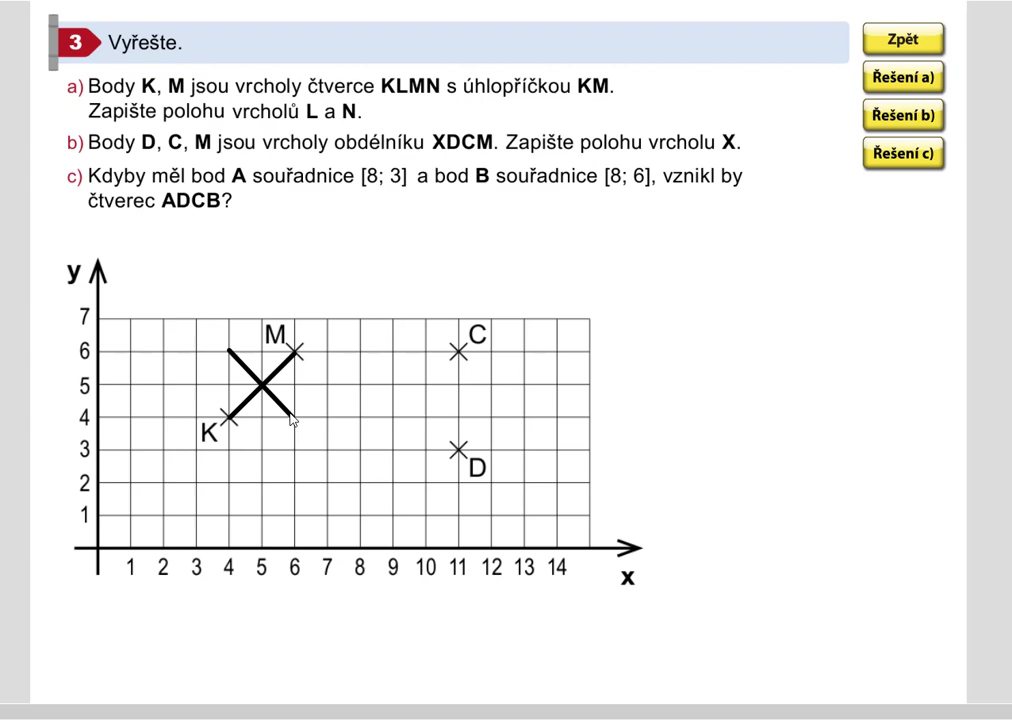 3 Vyřešte.
Zpět
Řešení a)
Řešení b)
Řešení c)
a) Body K, M jsou vrcholy čtverce KLMN s úhlopříčkou KM.
Zapište polohu vrcholů L a N.
b) Body D, C, M jsou vrcholy obdélníku XDCM. Zapište polohu vrcholu X.
c) Kdyby měl bod A souřadnice [8; 3] a bod B souřadnice [8; 6], vznikl by
čtverec ADCB?
y
7
M C
6
5
4
K
3
D
2
1
1 2 3 4 5 6 7 8 9 10 11 12 13 14
x